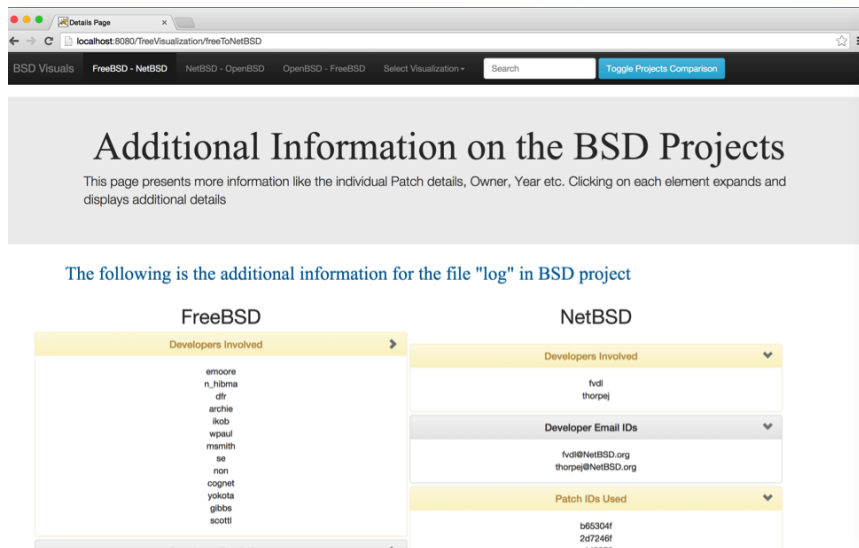 Details Page
localhost:8080/TreeVisualization/freeToNetBSD
BSD Visuals FreeBSD - NetBSD NetBSD - OpenBSD OpenBSD - FreeBSD Select Visualization Search Toggle Projects Comparison
Additional Information on the BSD Projects
This page presents more information like the individual Patch details, Owner, Year etc. Clicking on each element expands and
displays additional details
The following is the additional information for the file "log" in BSD project
FreeBSD
Developers Involved
emoore
n_hibma
dfr
archie
ikob
wpaul
msmith
se
non
cognet
yokota
gibbs
scottl
NetBSD
Developers Involved
fvdl
thorpej
Developer Email IDs
fvdl@NetBSD.org
thorpej@NetBSD.org
Patch IDs Used
b65304f
2d7246f